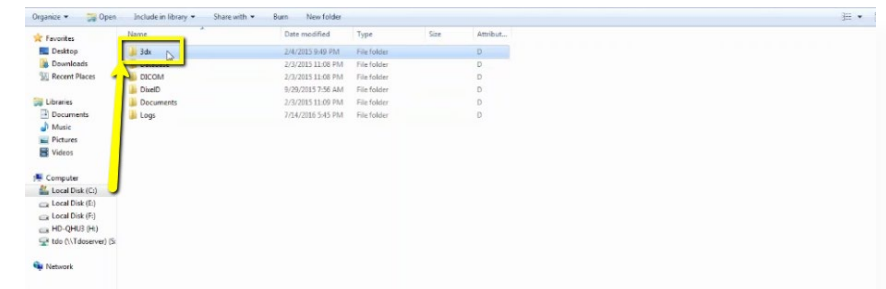 Organize Open Include in library Share with Burn New folder
Favorites
Desktop
Downloads
Recent Places
Libraries
Documents
Music
Pictures
Videos
Computer
Local Disk (C:)
Local Disk (E:)
Local Disk (F:)
HD-QHU3 (H:)
tdo (\\Tdoserver) (S
Network
Name Date modified Type Size Attribut...
3dx 2/4/2015 9:49 PM File folder D
2/3/2015 11:08 PM File folder D
DICOM 2/3/2015 11:08 PM File folder D
DixelD 9/29/2015 7:56 AM File folder D
Documents 2/3/2015 11:09 PM File folder D
Logs 7/14/2016 5:45 PM File folder D